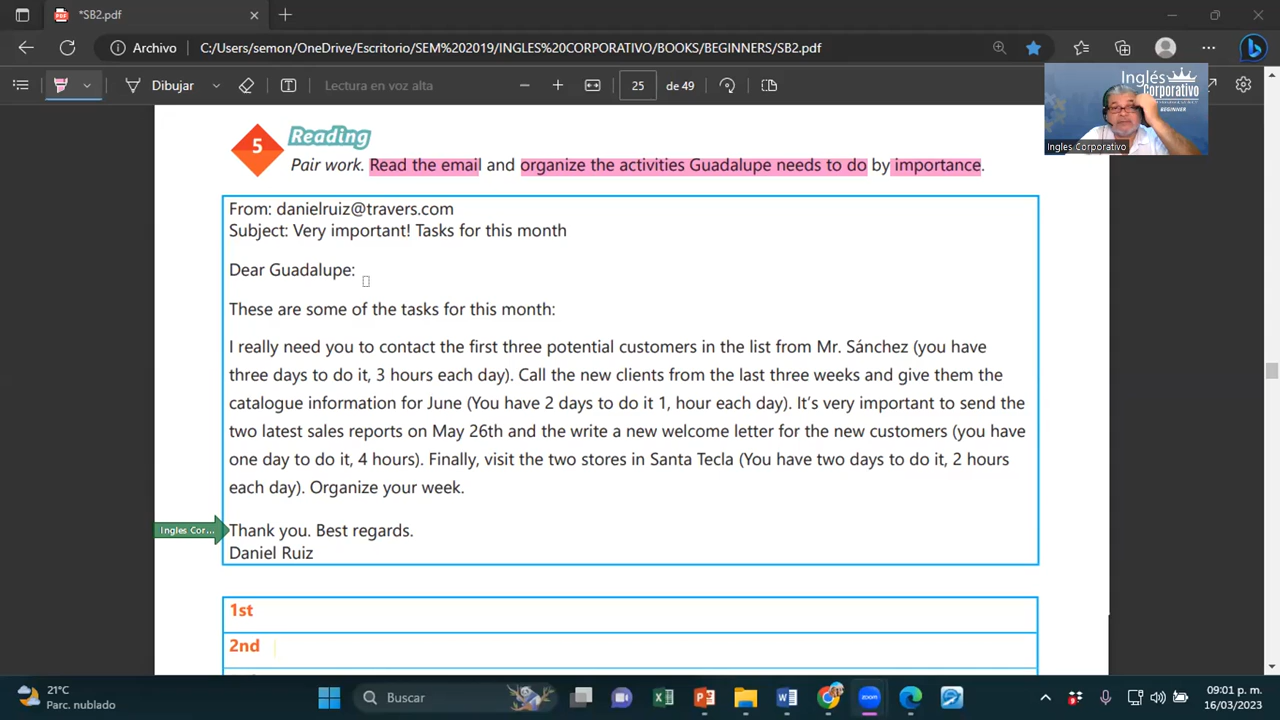 *SB2.pdf
Archivo
C:/Users/semon/OneDrive/Escritorio/SEM%202019/INGLES%20CORPORATIVO/BOOKS/BEGINNERS/SB2.pdf
Dibujar
Lectura en voz alta
25
de 49
Inglés
Corporativo
BEGINNER
Ingles Corporativo
5
Reading
Pair work. Read the email and organize the activities Guadalupe needs to do by importance.
From: danielruiz@travers.com
Subject: Very important! Tasks for this month
Dear Guadalupe:
These are some of the tasks for this month:
I really need you to contact the first three potential customers in the list from Mr. Sánchez (you have
three days to do it, 3 hours each day). Call the new clients from the last three weeks and give them the
catalogue information for June (You have 2 days to do it 1, hour each day). It’s very important to send the
two latest sales reports on May 26th and the write a new welcome letter for the new customers (you have
one day to do it, 4 hours). Finally, visit the two stores in Santa Tecla (You have two days to do it, 2 hours
each day). Organize your week.
Ingles Cor...
Thank you. Best regards.
Daniel Ruiz
1st
2nd
21°C
Parc. nublado
Buscar
zoom
09:01 p. m.
16/03/2023